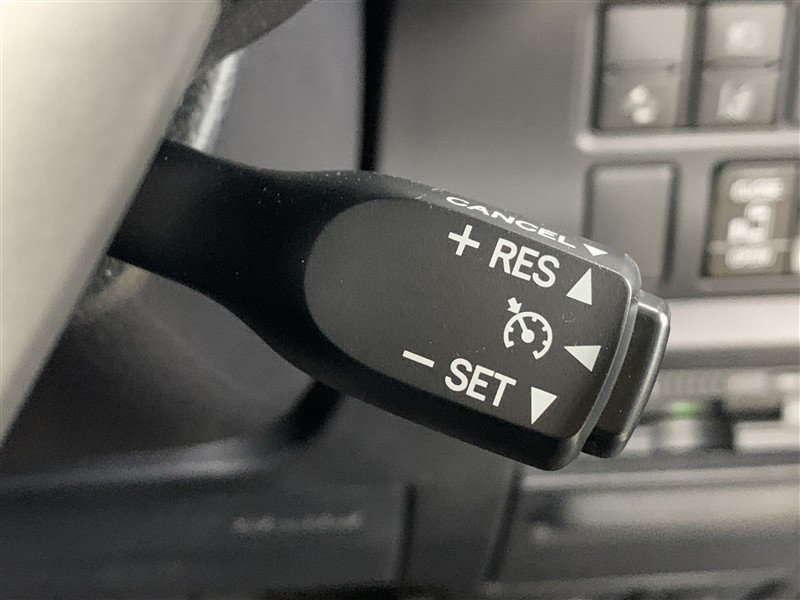 CANCEL ▼
+ RES ▲
− SET ▼